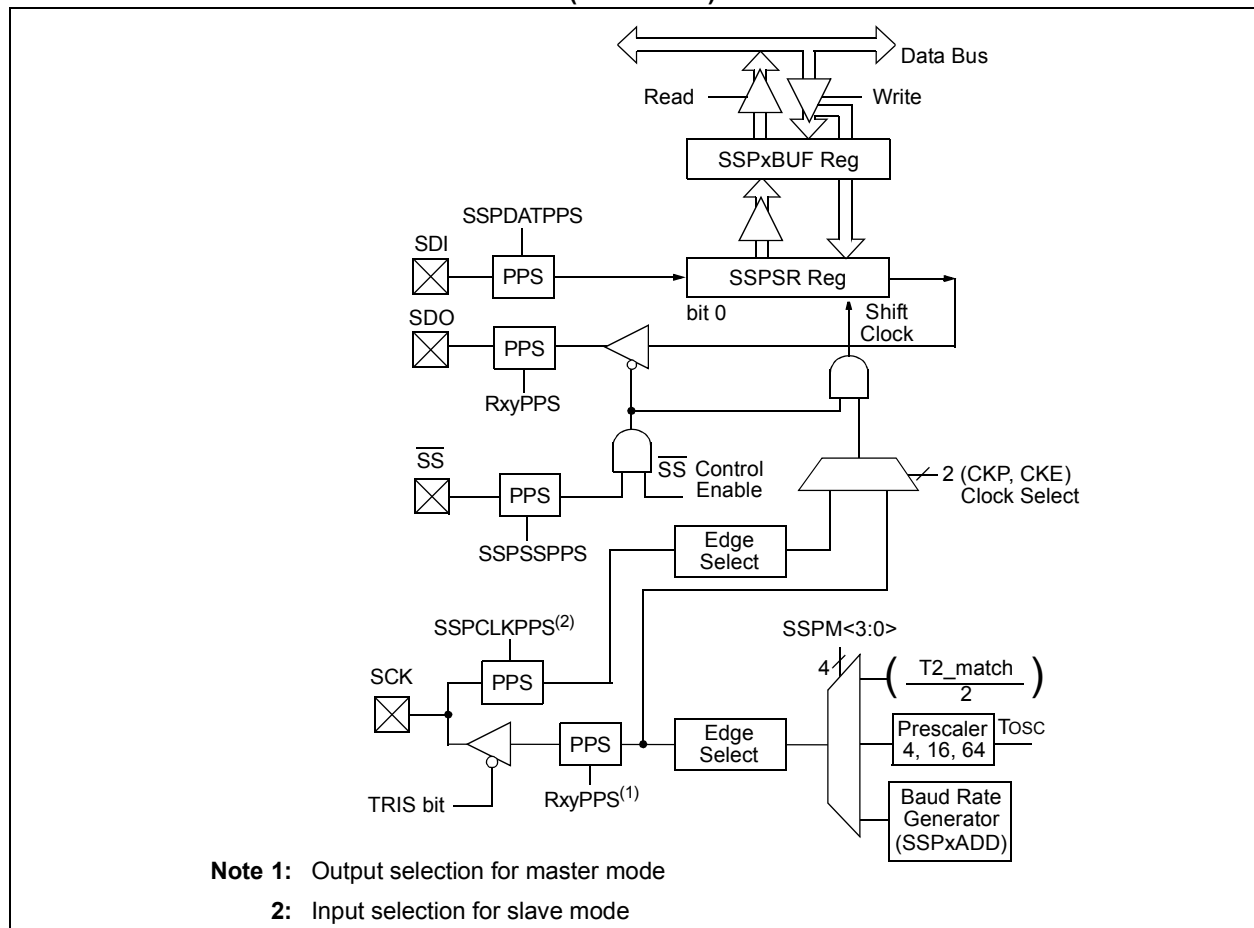 Data Bus
Read
Write
SSPxBUF Reg
SSPDATPPS
SDI
PPS
SSPSR Reg
bit 0
Shift
Clock
SDO
PPS
RxyPPS
SS
SS Control
Enable
2 (CKP, CKE)
Clock Select
PPS
SSPSSPPS
Edge
Select
SSPCLKPPS(2)
SSPM<3:0>
4
SCK
PPS
( T2_match
2 )
PPS
Edge
Select
Prescaler
4, 16, 64
TOSC
TRIS bit
RxyPPS(1)
Baud Rate
Generator
(SSPxADD)
Note 1: Output selection for master mode
2: Input selection for slave mode